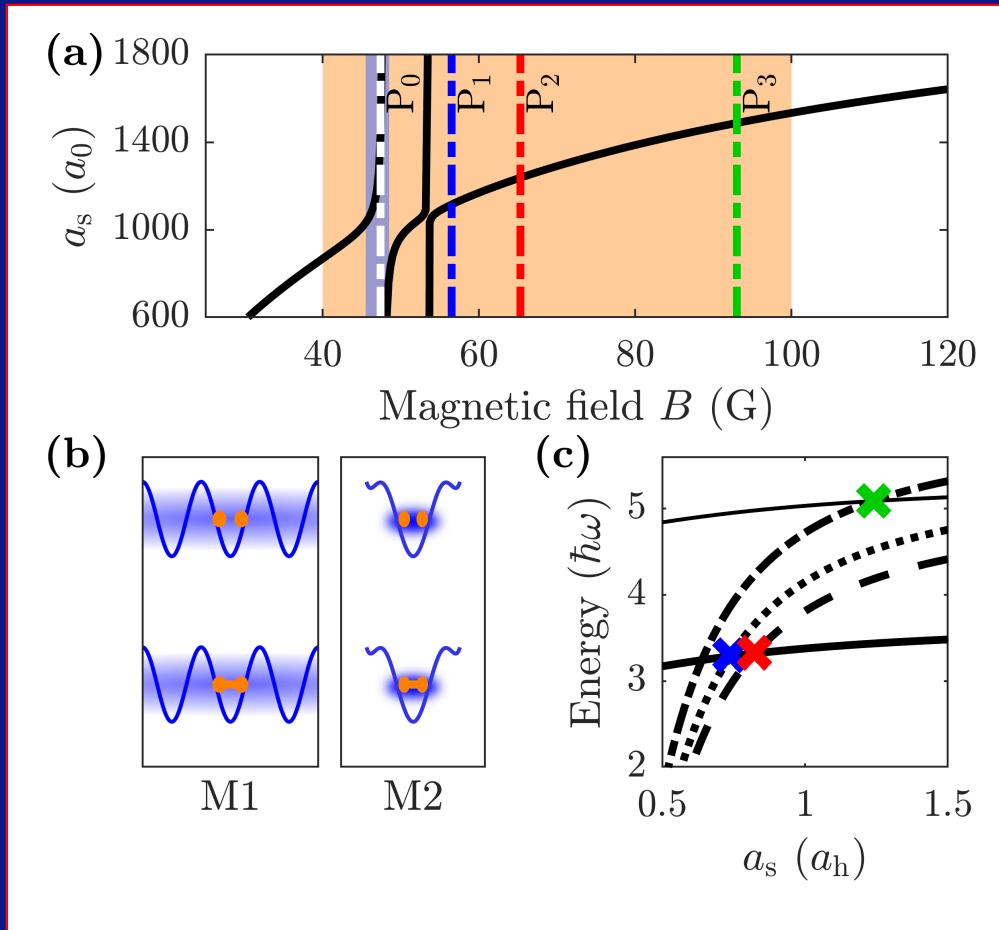 (a)
1800
1400
1000
600
a_s (a_0)
P_0
P_1
P_2
P_3
40 60 80 100 120
Magnetic field B (G)
(b)
M1 M2
(c)
5
4
3
2
Energy (ħω)
0.5 1 1.5
a_s (a_h)